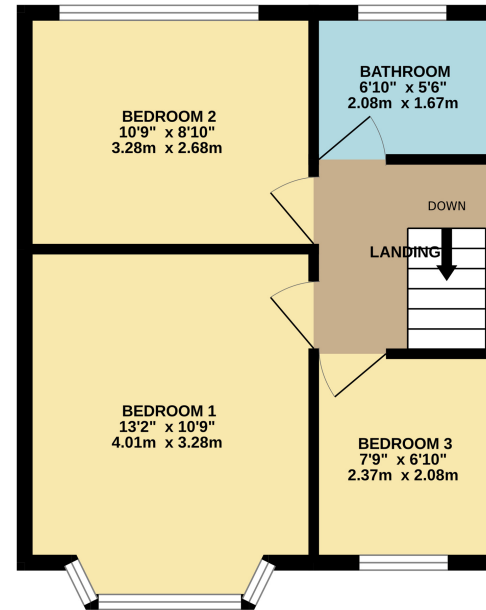 BEDROOM 2
10'9" x 8'10"
3.28m x 2.68m
BATHROOM
6'10" x 5'6"
2.08m x 1.67m
DOWN
LANDING
BEDROOM 1
13'2" x 10'9"
4.01m x 3.28m
BEDROOM 3
7'9" x 6'10"
2.37m x 2.08m